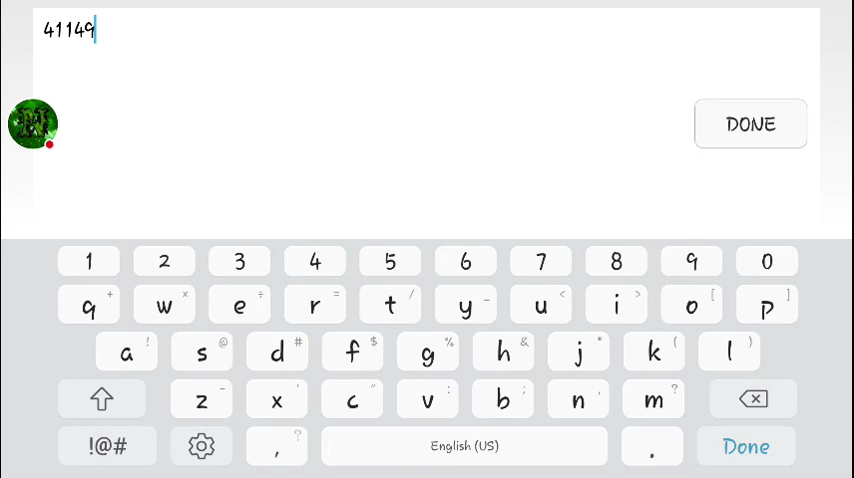 41149
DONE
1 2 3 4 5 6 7 8 9 0
q + w × e ÷ r = t / y _ u < i > o [ p ]
a ! s @ d # f $ g % h & j * k ( l )
z - x ' c " v : b ; n , m ?
!@# , ? English (US) . Done